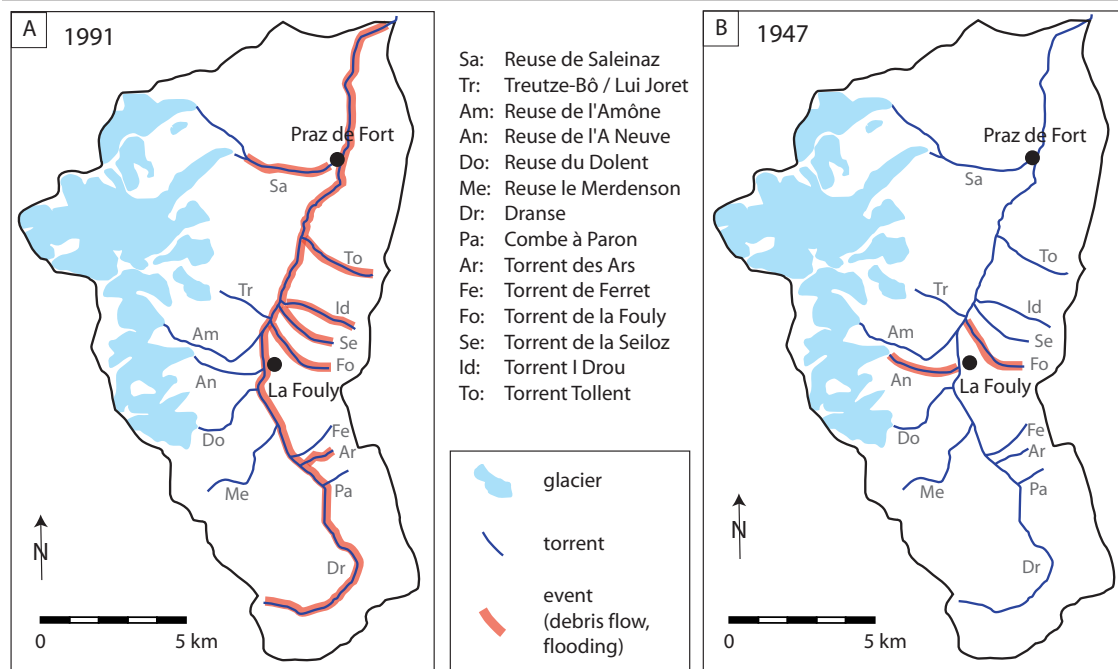 A
1991
Praz de Fort
Sa
To
Tr
Id
Am
Se
Fo
An
La Fouly
Do
Fe
Ar
Me
Pa
Dr
N
0
5 km
Sa: Reuse de Saleinaz
Tr: Treutze-Bô / Lui Joret
Am: Reuse de l'Amône
An: Reuse de l'A Neuve
Do: Reuse du Dolent
Me: Reuse le Merdenson
Dr: Dranse
Pa: Combe à Paron
Ar: Torrent des Ars
Fe: Torrent de Ferret
Fo: Torrent de la Fouly
Se: Torrent de la Seiloz
Id: Torrent I Drou
To: Torrent Tollent
glacier
torrent
event
(debris flow,
flooding)
B
1947
Praz de Fort
Sa
To
Tr
Id
Am
Se
Fo
An
La Fouly
Do
Fe
Ar
Me
Pa
Dr
N
0
5 km